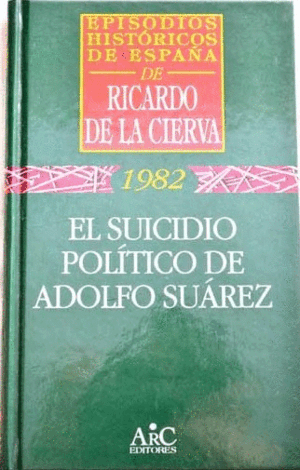 EPISODIOS
HISTÓRICOS
DE ESPAÑA
DE
RICARDO
DE LA CIERVA
1982
EL SUICIDIO
POLÍTICO DE
ADOLFO SUÁREZ
ARC
EDITORES